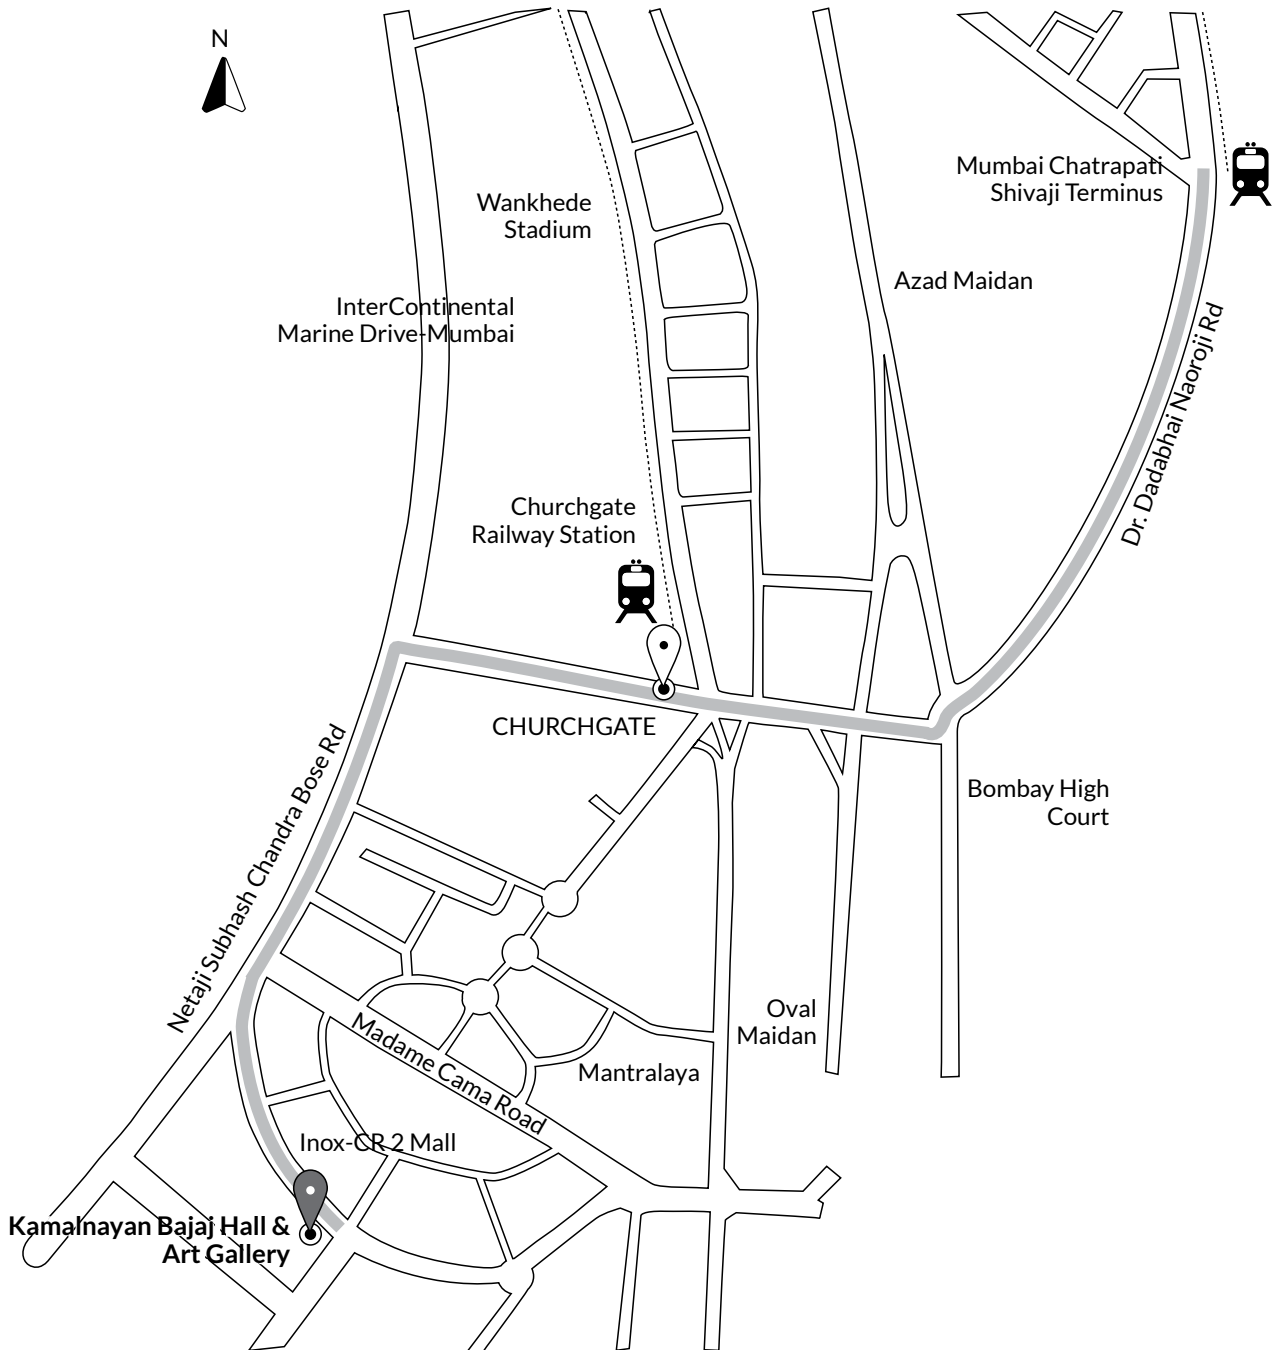 N
Mumbai Chatrapati
Shivaji Terminus
Wankhede
Stadium
Azad Maidan
InterContinental
Marine Drive-Mumbai
Dr. Dadabhai Naoroji Rd
Churchgate
Railway Station
CHURCHGATE
Netaji Subhash Chandra Bose Rd
Bombay High
Court
Oval
Maidan
Madame Cama Road
Mantralaya
Inox-CR 2 Mall
Kamalnayan Bajaj Hall &
Art Gallery